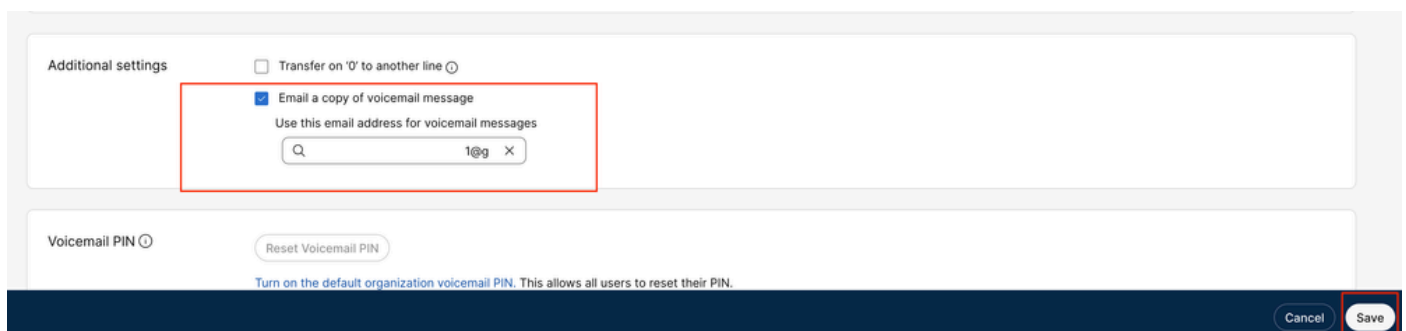 Additional settings
Transfer on '0' to another line
Email a copy of voicemail message
Use this email address for voicemail messages
1@g
Voicemail PIN
Reset Voicemail PIN
Turn on the default organization voicemail PIN. This allows all users to reset their PIN.
Cancel Save